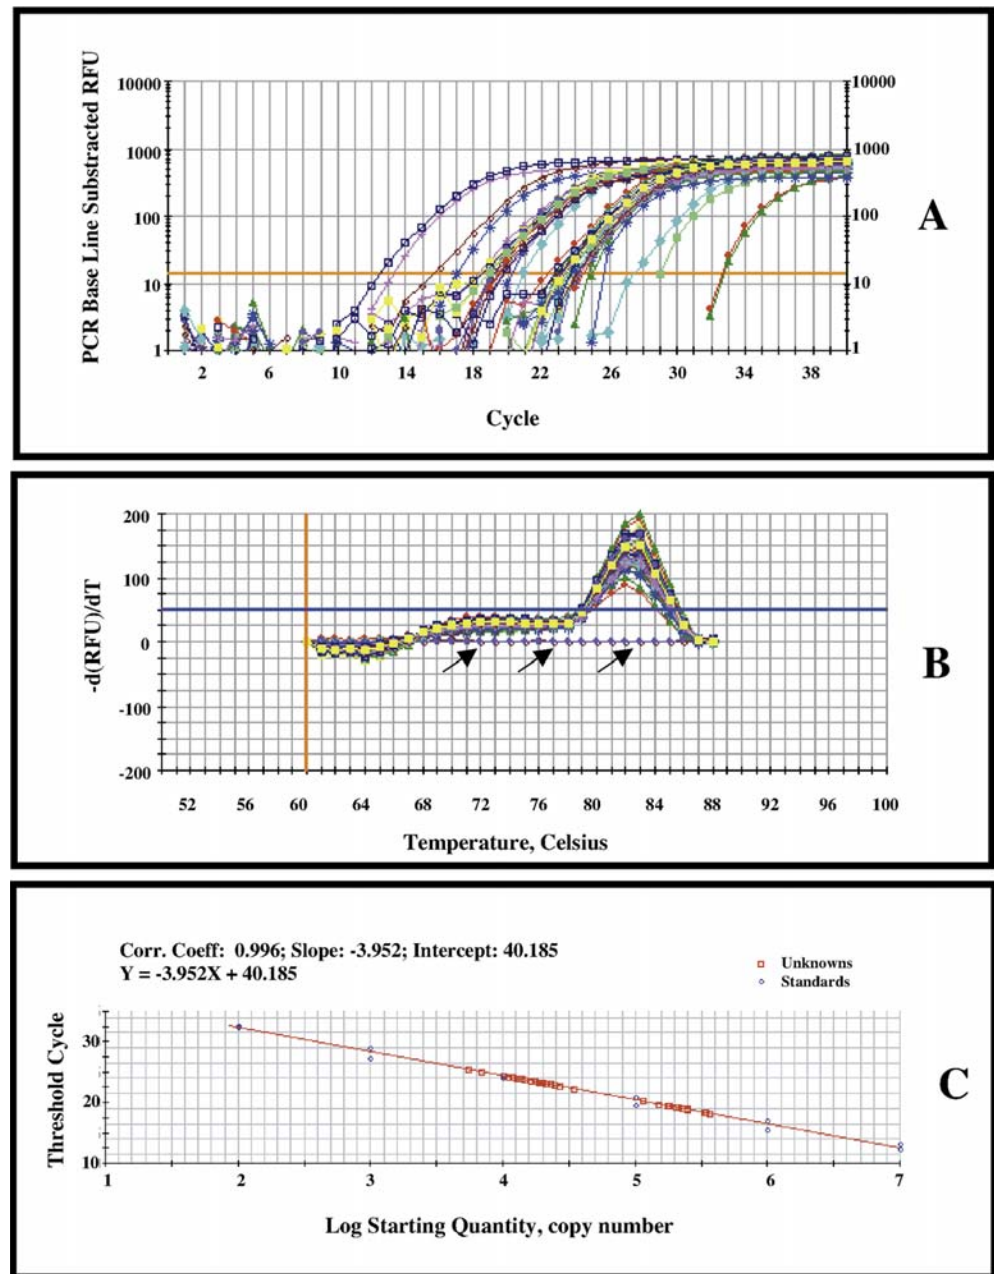 PCR Base Line Substracted RFU
10000
1000
100
10
1
10000
1000
100
10
1
2 6 10 14 18 22 26 30 34 38
Cycle
A
-d(RFU)/dT
200
100
0
-100
-200
52 56 60 64 68 72 76 80 84 88 92 96 100
Temperature, Celsius
B
Corr. Coeff: 0.996; Slope: -3.952; Intercept: 40.185
Y = -3.952X + 40.185
Unknowns
Standards
Threshold Cycle
30
20
10
1 2 3 4 5 6 7
Log Starting Quantity, copy number
C